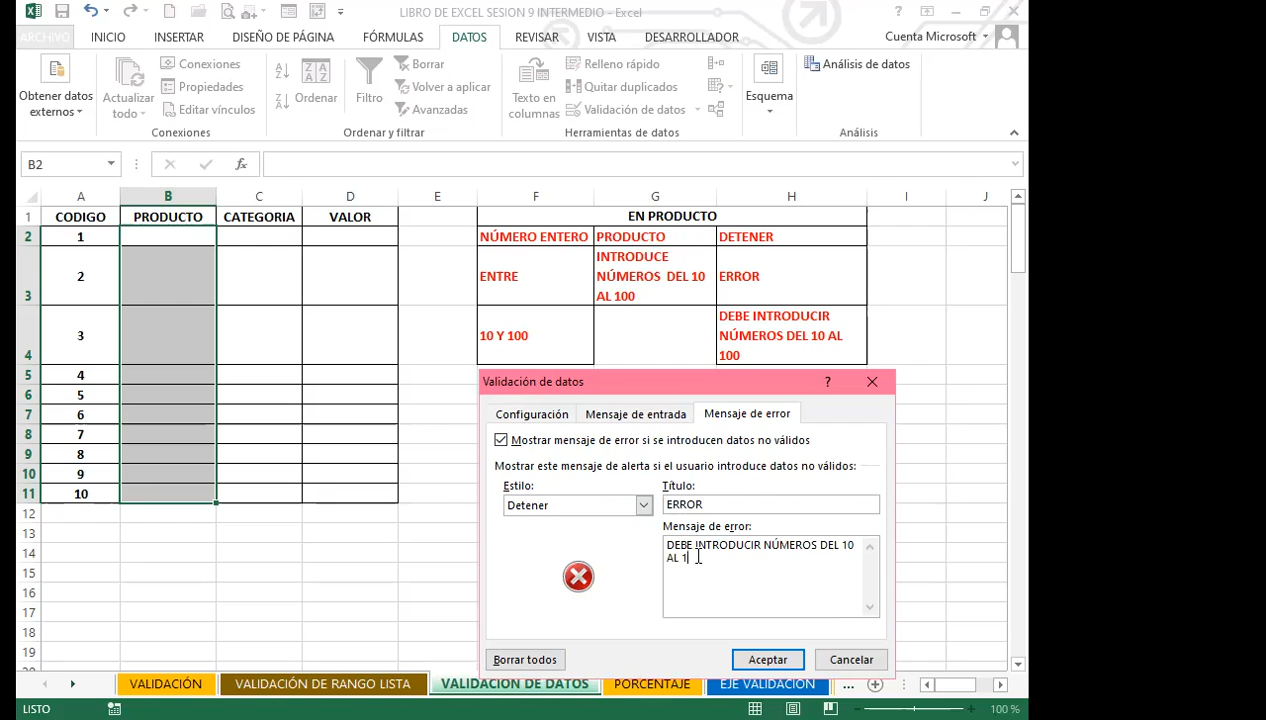 LIBRO DE EXCEL SESION 9 INTERMEDIO - Excel
ARCHIVO INICIO INSERTAR DISEÑO DE PÁGINA FÓRMULAS DATOS REVISAR VISTA DESARROLLADOR Cuenta Microsoft
Obtener datos externos
Actualizar todo
Conexiones
Propiedades
Editar vínculos
Conexiones
Ordenar
Filtro
Borrar
Volver a aplicar
Avanzadas
Ordenar y filtrar
Texto en columnas
Relleno rápido
Quitar duplicados
Validación de datos
Herramientas de datos
Esquema
Análisis de datos
Análisis
B2
fx
A B C D E F G H I J
1 CODIGO PRODUCTO CATEGORIA VALOR EN PRODUCTO
2 1 NÚMERO ENTERO PRODUCTO DETENER
3 2 ENTRE
INTRODUCE
NÚMEROS DEL 10
AL 100
ERROR
4 3 10 Y 100
DEBE INTRODUCIR
NÚMEROS DEL 10 AL
100
5 4
6 5
7 6
8 7
9 8
10 9
11 10
12
13
14
15
16
17
18
19
Validación de datos ?
Configuración Mensaje de entrada Mensaje de error
Mostrar mensaje de error si se introducen datos no válidos
Mostrar este mensaje de alerta si el usuario introduce datos no válidos:
Estilo: Título:
Detener ERROR
Mensaje de error:
DEBE INTRODUCIR NÚMEROS DEL 10
AL 1
Borrar todos Aceptar Cancelar
VALIDACIÓN VALIDACIÓN DE RANGO LISTA VALIDACION DE DATOS PORCENTAJE EJE VALIDACION ...
LISTO 100 %